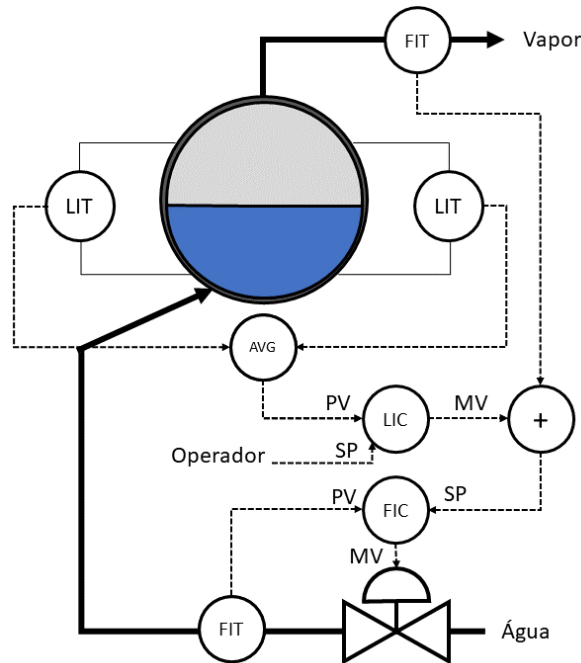 FIT
Vapor
LIT
LIT
AVG
PV
LIC
MV
+
Operador
SP
PV
FIC
SP
MV
FIT
Água